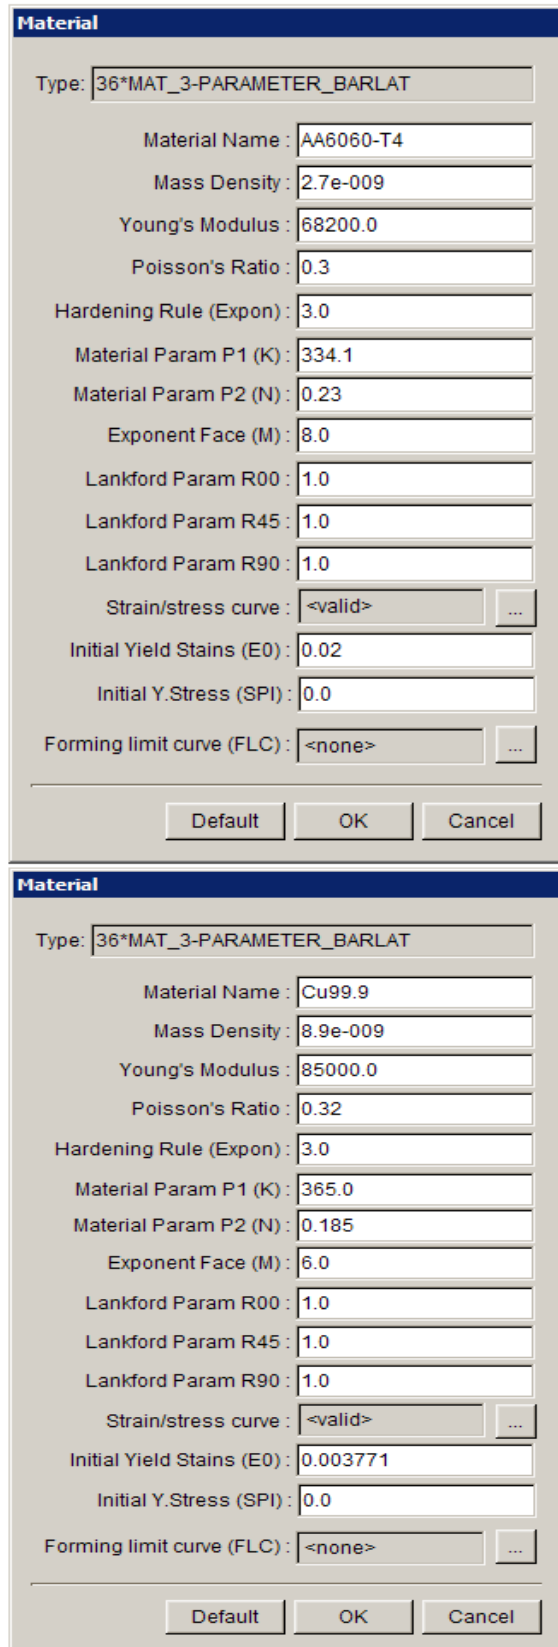 Material
Type: 36*MAT_3-PARAMETER_BARLAT
Material Name : AA6060-T4
Mass Density : 2.7e-009
Young's Modulus : 68200.0
Poisson's Ratio : 0.3
Hardening Rule (Expon) : 3.0
Material Param P1 (K) : 334.1
Material Param P2 (N) : 0.23
Exponent Face (M) : 8.0
Lankford Param R00 : 1.0
Lankford Param R45 : 1.0
Lankford Param R90 : 1.0
Strain/stress curve : <valid> ...
Initial Yield Stains (E0) : 0.02
Initial Y.Stress (SPI) : 0.0
Forming limit curve (FLC) : <none> ...
Default OK Cancel
Material
Type: 36*MAT_3-PARAMETER_BARLAT
Material Name : Cu99.9
Mass Density : 8.9e-009
Young's Modulus : 85000.0
Poisson's Ratio : 0.32
Hardening Rule (Expon) : 3.0
Material Param P1 (K) : 365.0
Material Param P2 (N) : 0.185
Exponent Face (M) : 6.0
Lankford Param R00 : 1.0
Lankford Param R45 : 1.0
Lankford Param R90 : 1.0
Strain/stress curve : <valid> ...
Initial Yield Stains (E0) : 0.003771
Initial Y.Stress (SPI) : 0.0
Forming limit curve (FLC) : <none> ...
Default OK Cancel